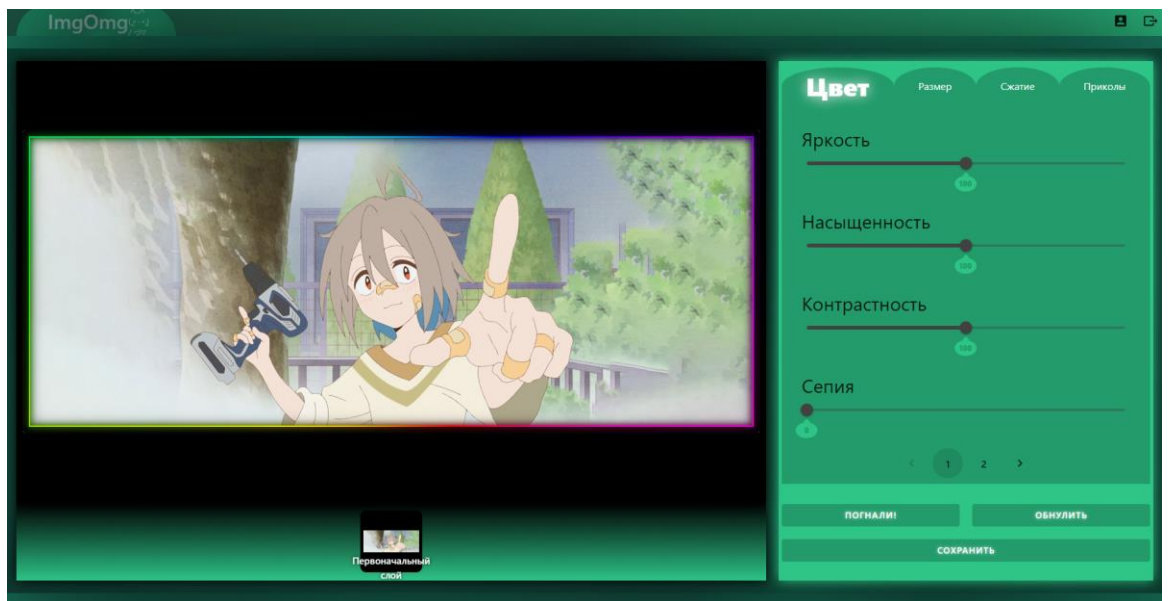 ImgOmg
Цвет
Размер
Сжатие
Приколы
Яркость
100
Насыщенность
100
Контрастность
100
Сепия
0
1 2
ПОГНАЛИ!
ОБНУЛИТЬ
СОХРАНИТЬ
Первоначальный
слой